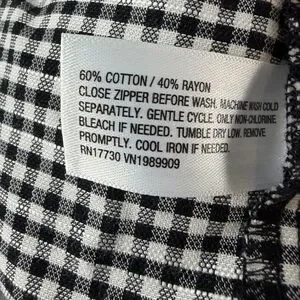 60% COTTON / 40% RAYON
CLOSE ZIPPER BEFORE WASH. MACHINE WASH COLD
SEPARATELY. GENTLE CYCLE. ONLY NON-CHLORINE
BLEACH IF NEEDED. TUMBLE DRY LOW. REMOVE
PROMPTLY. COOL IRON IF NEEDED.
RN17730 VN1989909